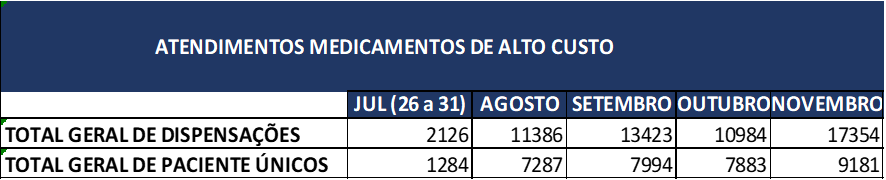 ATENDIMENTOS MEDICAMENTOS DE ALTO CUSTO
JUL (26 a 31) AGOSTO SETEMBRO OUTUBRO NOVEMBRO
TOTAL GERAL DE DISPENSAÇÕES 2126 11386 13423 10984 17354
TOTAL GERAL DE PACIENTE ÚNICOS 1284 7287 7994 7883 9181